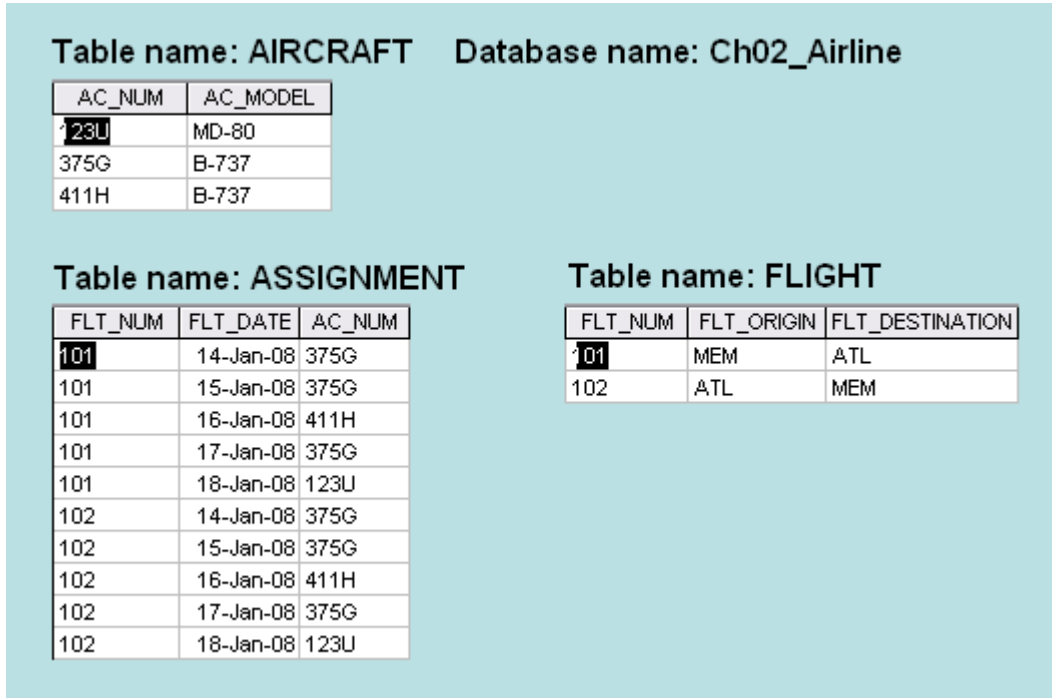 Table name: AIRCRAFT Database name: Ch02_Airline
AC_NUM AC_MODEL
123U MD-80
375G B-737
411H B-737
Table name: ASSIGNMENT
FLT_NUM FLT_DATE AC_NUM
101 14-Jan-08 375G
101 15-Jan-08 375G
101 16-Jan-08 411H
101 17-Jan-08 375G
101 18-Jan-08 123U
102 14-Jan-08 375G
102 15-Jan-08 375G
102 16-Jan-08 411H
102 17-Jan-08 375G
102 18-Jan-08 123U
Table name: FLIGHT
FLT_NUM FLT_ORIGIN FLT_DESTINATION
101 MEM ATL
102 ATL MEM